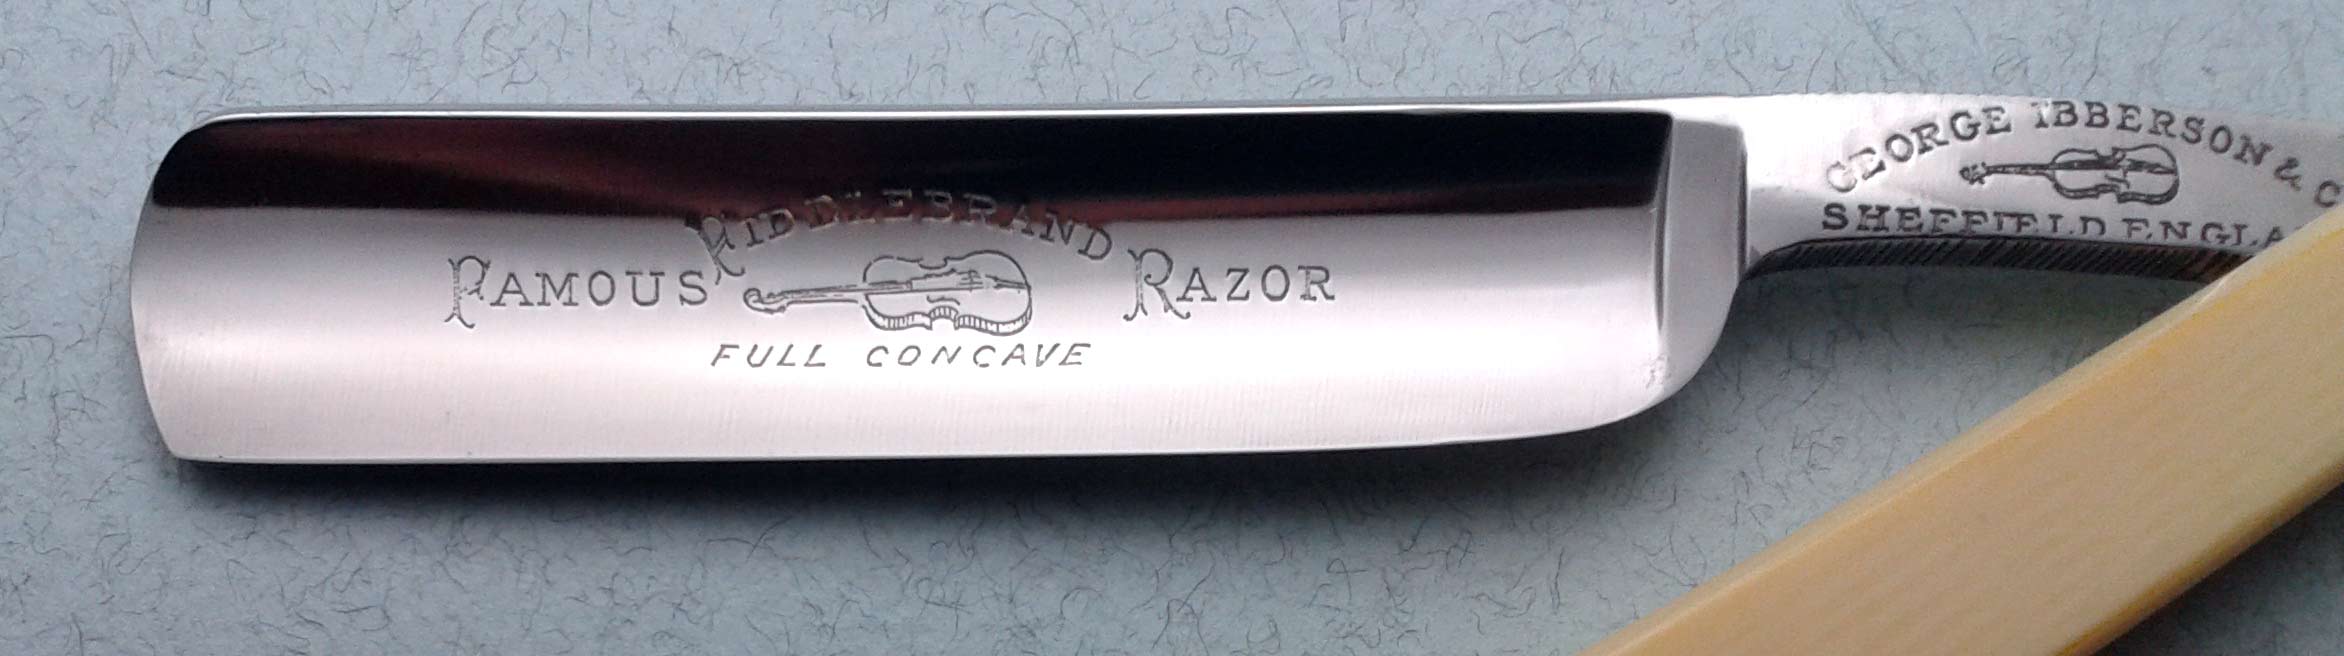 FIDDLEBRAND
FAMOUS RAZOR
FULL CONCAVE
GEORGE IBBERSON & C
SHEFFIELD ENGLA